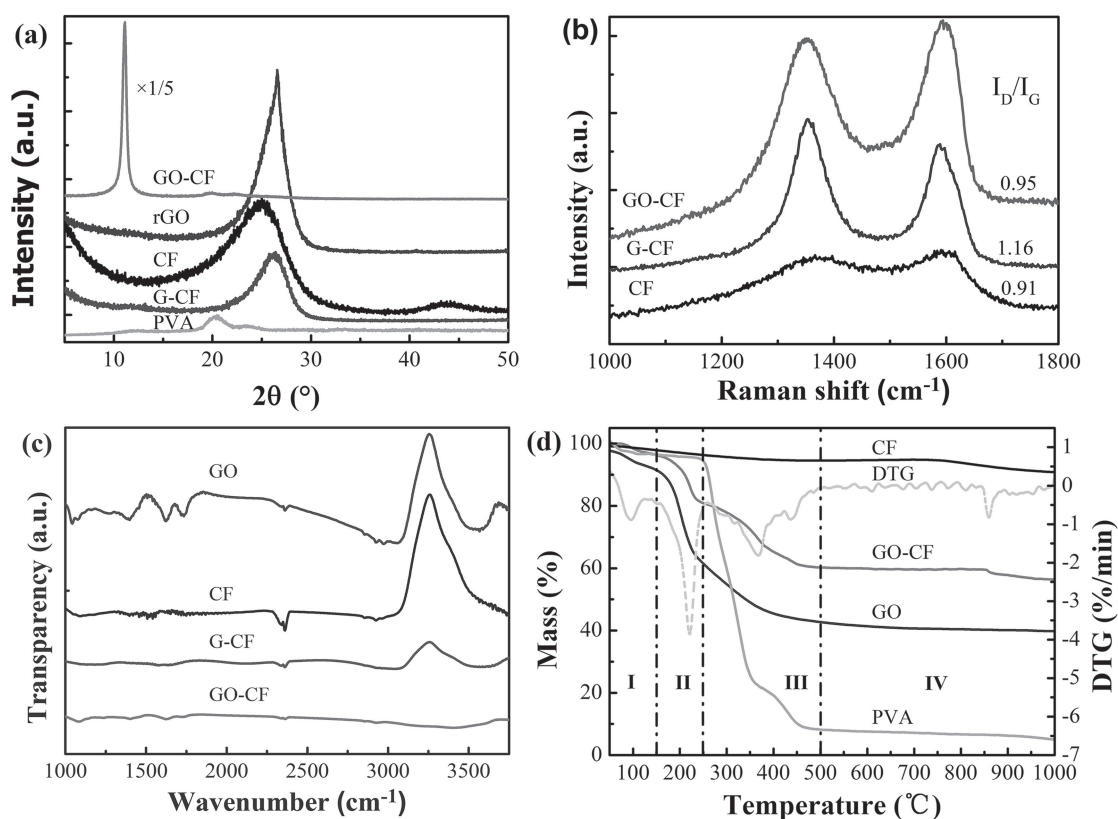 (a)
×1/5
GO-CF
rGO
CF
G-CF
PVA
Intensity (a.u.)
10 20 30 40 50
2θ (°)
(b)
I_D/I_G
GO-CF
0.95
G-CF
1.16
CF
0.91
Intensity (a.u.)
1000 1200 1400 1600 1800
Raman shift (cm⁻¹)
(c)
GO
CF
G-CF
GO-CF
Transparency (a.u.)
1000 1500 2000 2500 3000 3500
Wavenumber (cm⁻¹)
(d)
CF
DTG
GO-CF
GO
PVA
I II III IV
Mass (%)
100
80
60
40
20
0
DTG (%/min)
1
0
-1
-2
-3
-4
-5
-6
-7
100 200 300 400 500 600 700 800 900 1000
Temperature (℃)